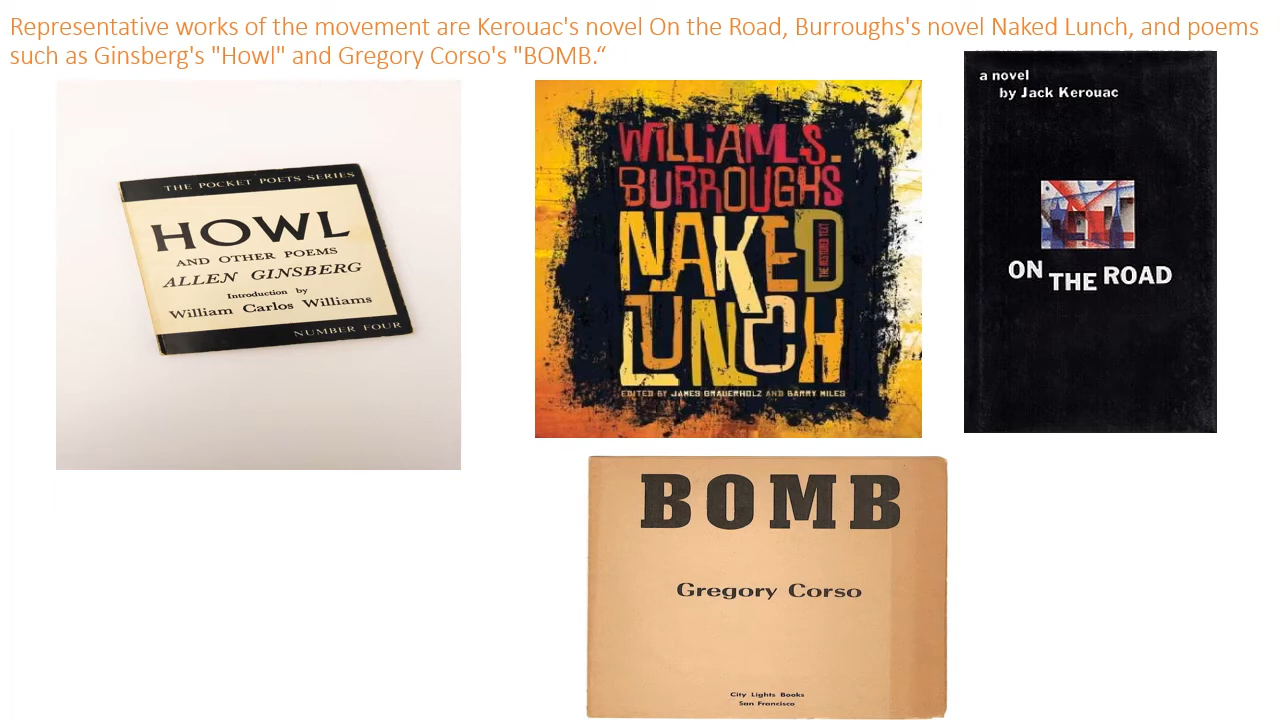 Representative works of the movement are Kerouac's novel On the Road, Burroughs's novel Naked Lunch, and poems
such as Ginsberg's "Howl" and Gregory Corso's "BOMB.“
THE POCKET POETS SERIES
HOWL
AND OTHER POEMS
ALLEN GINSBERG
Introduction by
William Carlos Williams
NUMBER FOUR
WILLIAM S.
BURROUGHS
NAKED
THE RESTORED TEXT
LUNCH
EDITED BY JAMES GRAUERHOLZ AND BARRY MILES
a novel
by Jack Kerouac
ON THE ROAD
BOMB
Gregory Corso
City Lights Books
San Francisco